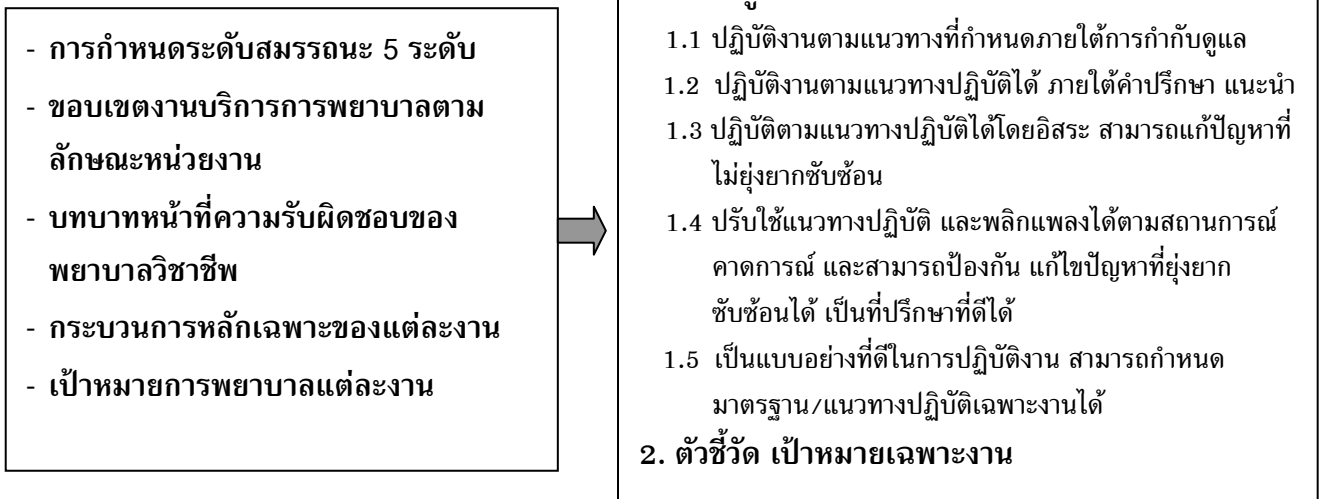 - การกำหนดระดับสมรรถนะ 5 ระดับ
- ขอบเขตงานบริการการพยาบาลตาม
ลักษณะหน่วยงาน
- บทบาทหน้าที่ความรับผิดชอบของ
พยาบาลวิชาชีพ
- กระบวนการหลักเฉพาะของแต่ละงาน
- เป้าหมายการพยาบาลแต่ละงาน
1.1 ปฏิบัติงานตามแนวทางที่กำหนดภายใต้การกำกับดูแล
1.2 ปฏิบัติงานตามแนวทางปฏิบัติได้ ภายใต้คำปรึกษา แนะนำ
1.3 ปฏิบัติตามแนวทางปฏิบัติได้โดยอิสระ สามารถแก้ปัญหาที่
ไม่ยุ่งยากซับซ้อน
1.4 ปรับใช้แนวทางปฏิบัติ และพลิกแพลงได้ตามสถานการณ์
คาดการณ์ และสามารถป้องกัน แก้ไขปัญหาที่ยุ่งยาก
ซับซ้อนได้ เป็นที่ปรึกษาที่ดีได้
1.5 เป็นแบบอย่างที่ดีในการปฏิบัติงาน สามารถกำหนด
มาตรฐาน/แนวทางปฏิบัติเฉพาะงานได้
2. ตัวชี้วัด เป้าหมายเฉพาะงาน